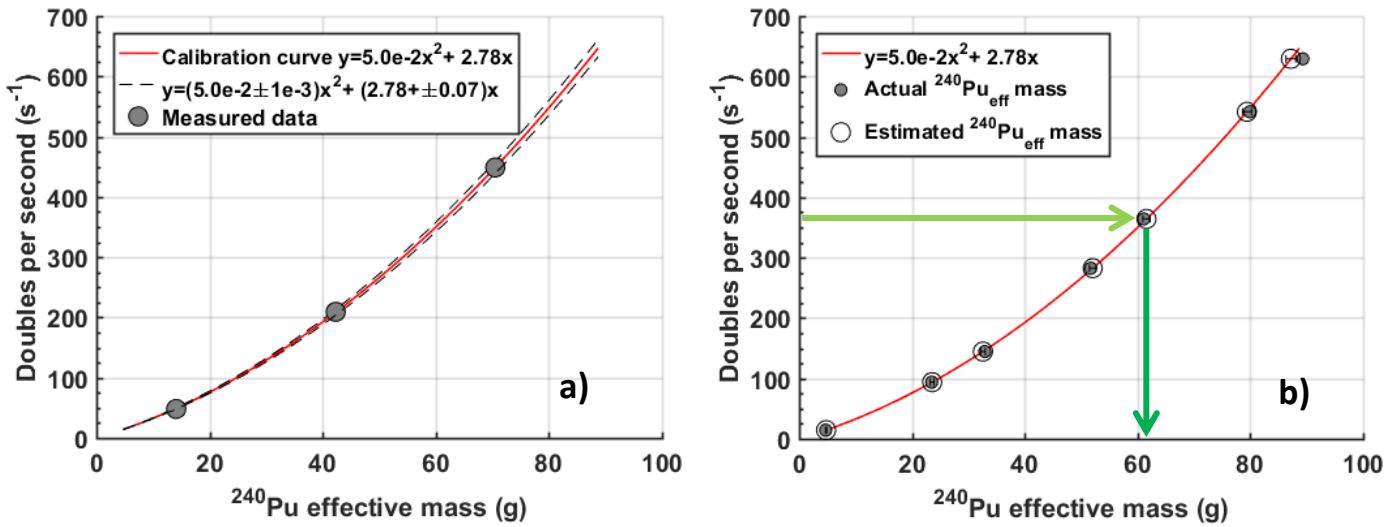 700
600
500
400
300
200
100
0
0 20 40 60 80 100
Doubles per second (s⁻¹)
²⁴⁰Pu effective mass (g)
Calibration curve y=5.0e-2x²+ 2.78x
y=(5.0e-2±1e-3)x²+ (2.78+±0.07)x
Measured data
a)
700
600
500
400
300
200
100
0
0 20 40 60 80 100
Doubles per second (s⁻¹)
²⁴⁰Pu effective mass (g)
y=5.0e-2x²+ 2.78x
Actual ²⁴⁰Pu_eff mass
Estimated ²⁴⁰Pu_eff mass
b)